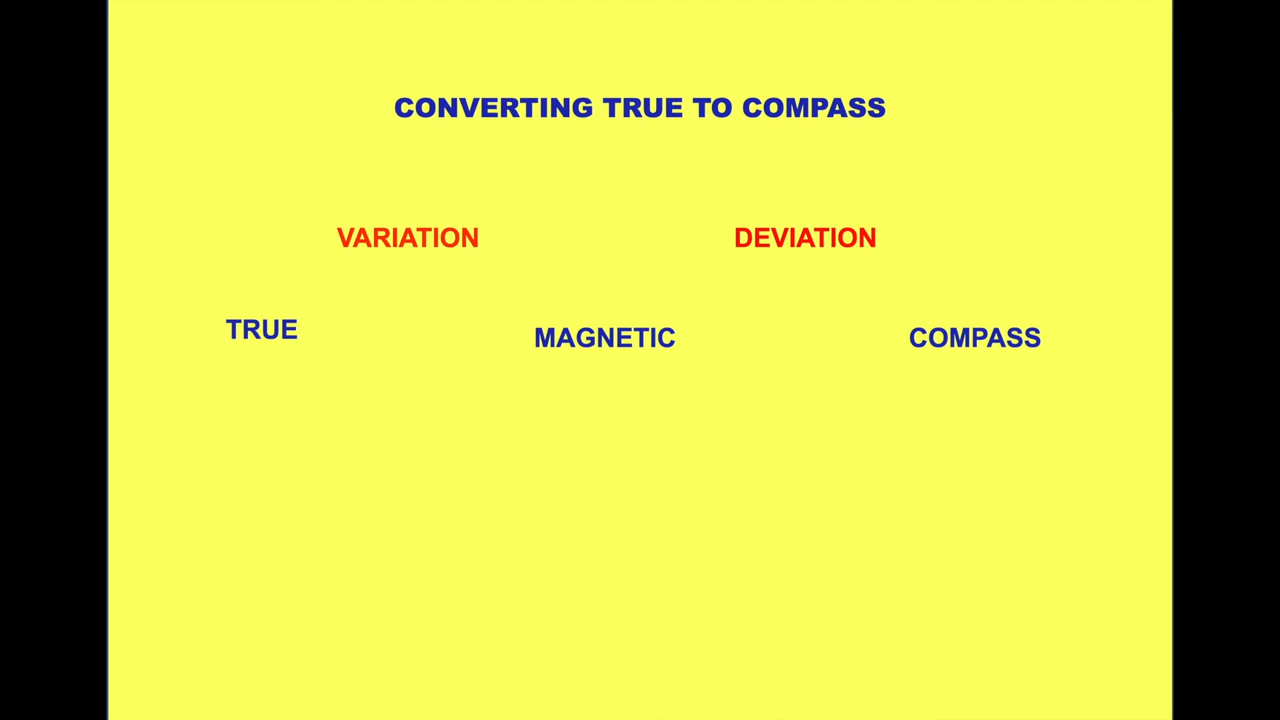 CONVERTING TRUE TO COMPASS
VARIATION DEVIATION
TRUE MAGNETIC COMPASS